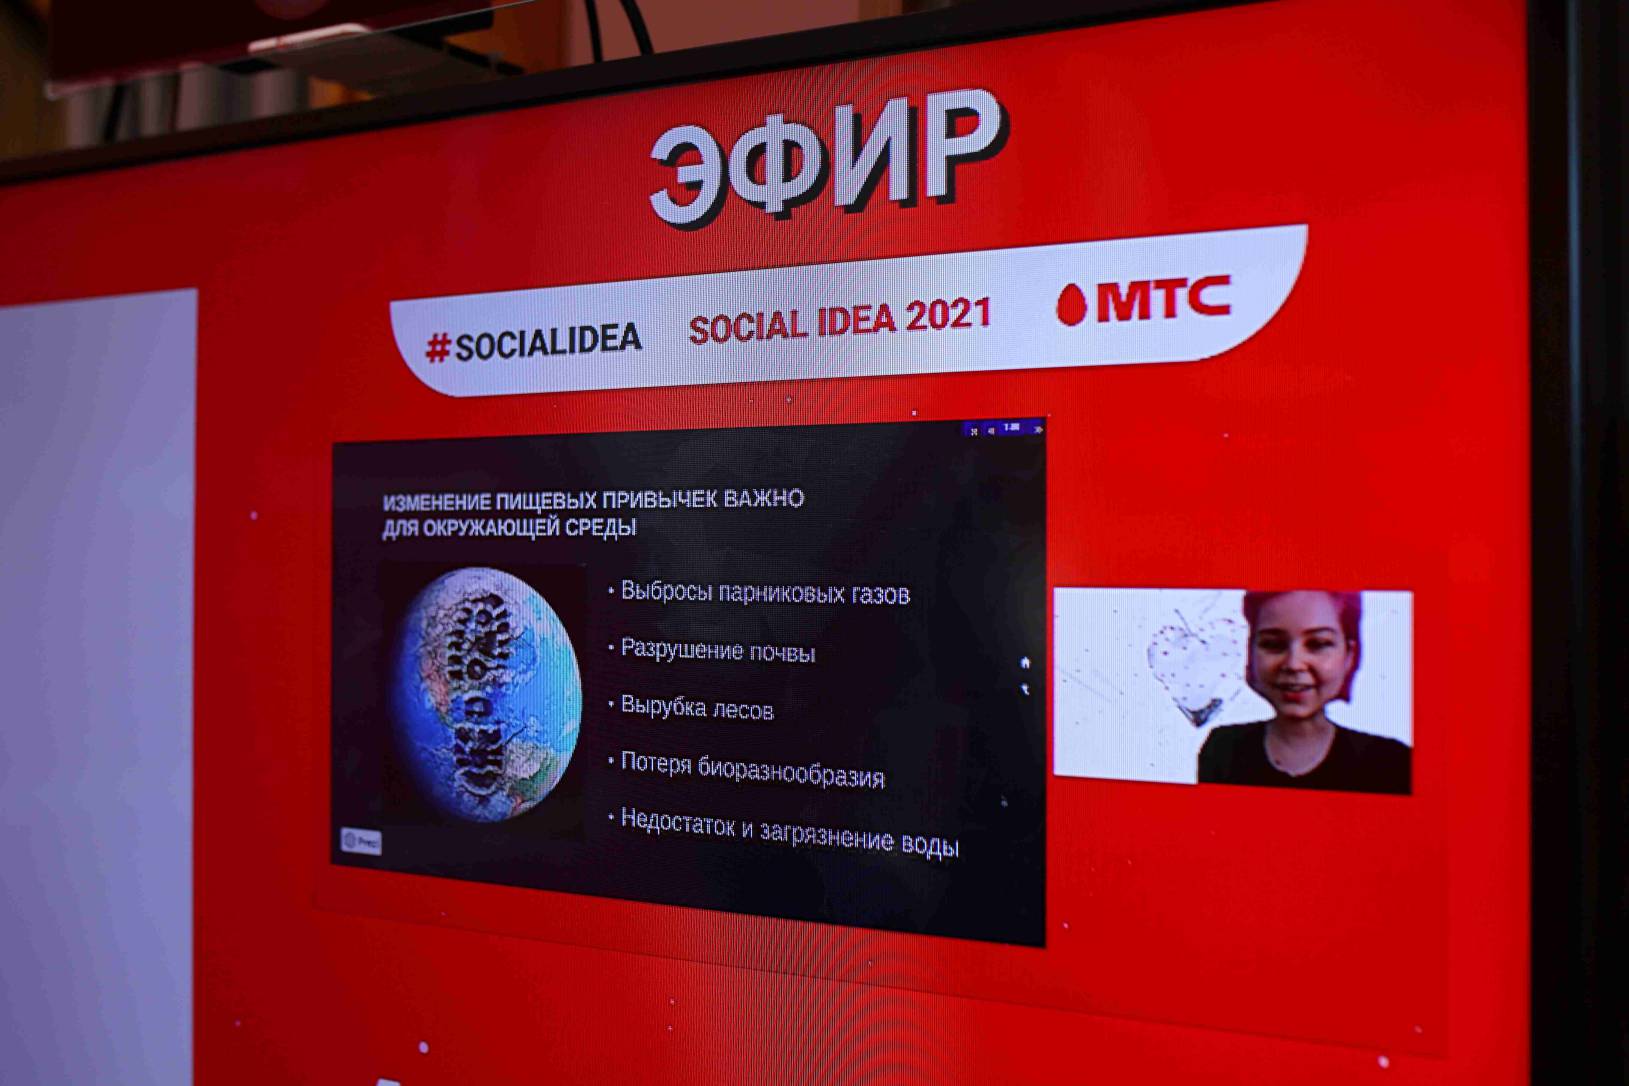 ЭФИР
#SOCIALIDEA SOCIAL IDEA 2021 МТС
ИЗМЕНЕНИЕ ПИЩЕВЫХ ПРИВЫЧЕК ВАЖНО
ДЛЯ ОКРУЖАЮЩЕЙ СРЕДЫ
• Выбросы парниковых газов
• Разрушение почвы
• Вырубка лесов
• Потеря биоразнообразия
• Недостаток и загрязнение воды
Prezi